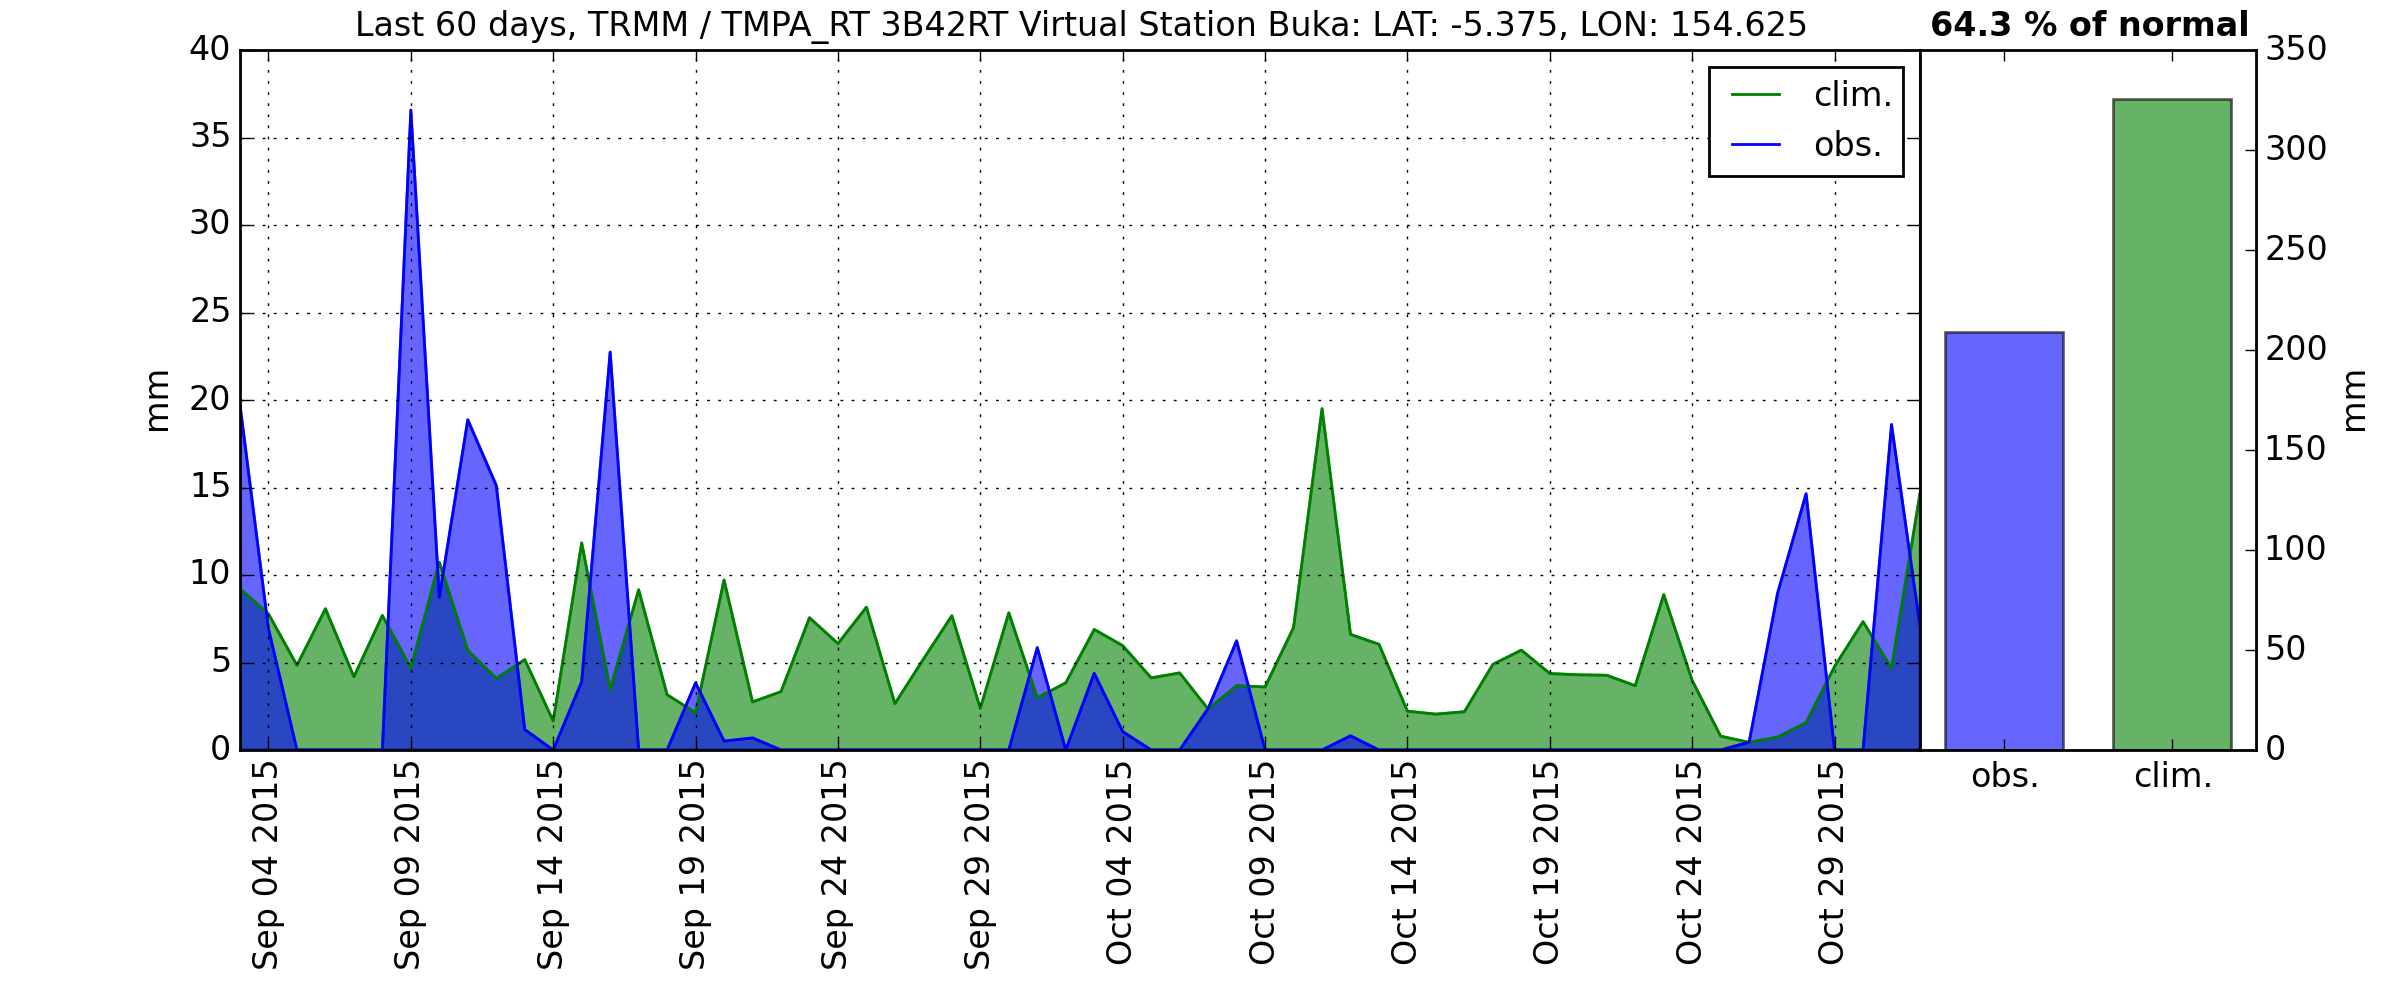 Last 60 days, TRMM / TMPA_RT 3B42RT Virtual Station Buka: LAT: -5.375, LON: 154.625
64.3 % of normal
40
35
30
25
20
15
10
5
0
mm
clim.
obs.
Sep 04 2015
Sep 09 2015
Sep 14 2015
Sep 19 2015
Sep 24 2015
Sep 29 2015
Oct 04 2015
Oct 09 2015
Oct 14 2015
Oct 19 2015
Oct 24 2015
Oct 29 2015
obs.
clim.
350
300
250
200
150
100
50
0
mm